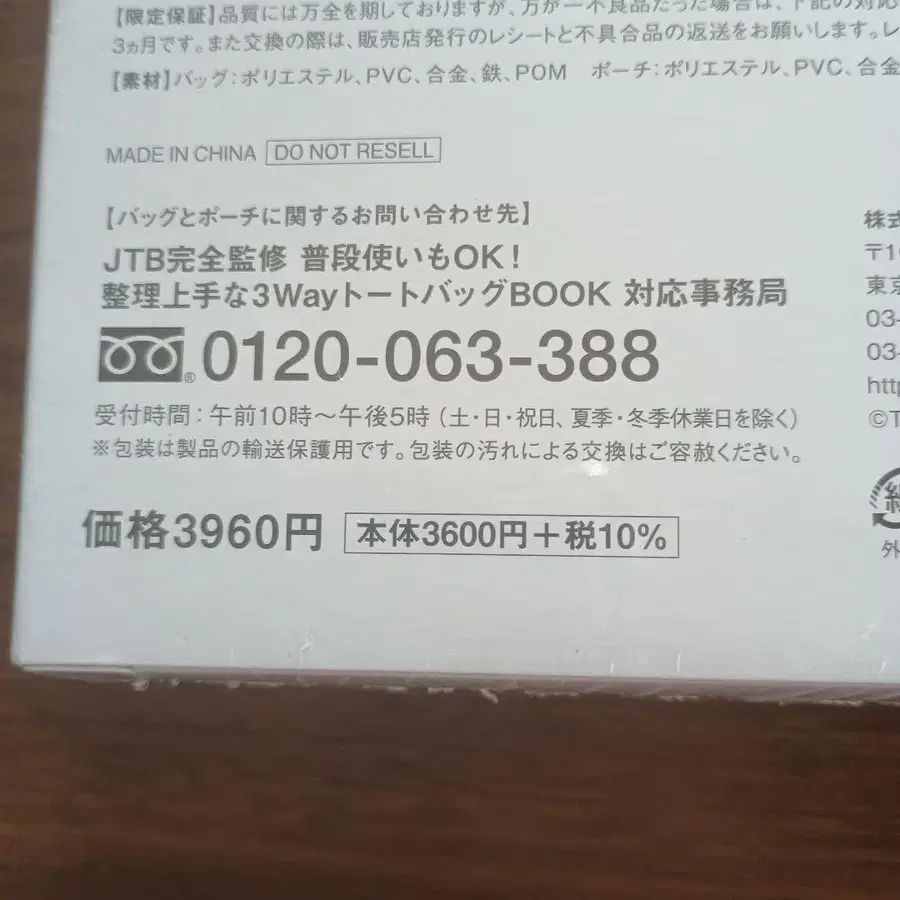 【限定保証】品質には万全を期しておりますが、万が一不良品だった場合は、下記の対応
3ヵ月です。また交換の際は、販売店発行のレシートと不具合品の返送をお願いします。レ
【素材】バッグ:ポリエステル、PVC、合金、鉄、POM ポーチ:ポリエステル、PVC、合金
MADE IN CHINA DO NOT RESELL
【バッグとポーチに関するお問い合わせ先】
JTB完全監修 普段使いもOK!
整理上手な3WayトートバッグBOOK 対応事務局
0120-063-388
®
受付時間:午前10時〜午後5時(土・日・祝日、夏季・冬季休業日を除く)
※包装は製品の輸送保護用です。包装の汚れによる交換はご容赦ください。
価格3960円 本体3600円+税10%
株式
〒10
東京
03-
03-
http
©T
外